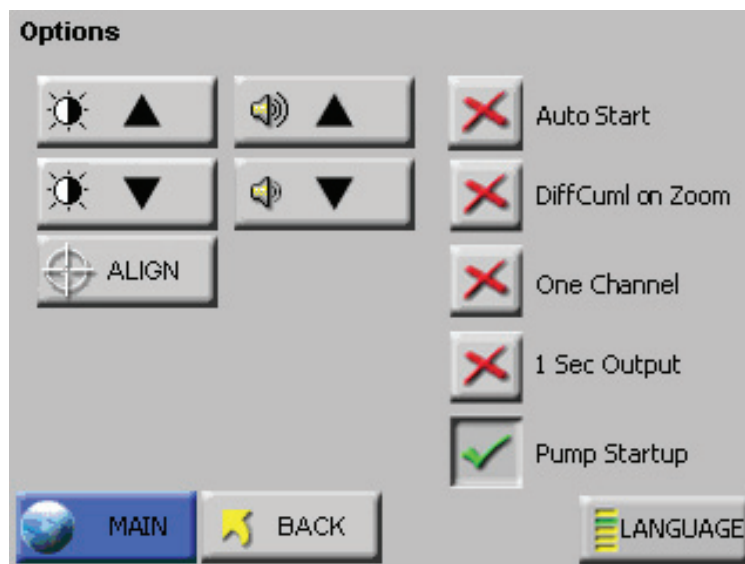 Options
Auto Start
DiffCuml on Zoom
ALIGN
One Channel
1 Sec Output
Pump Startup
MAIN
BACK
LANGUAGE